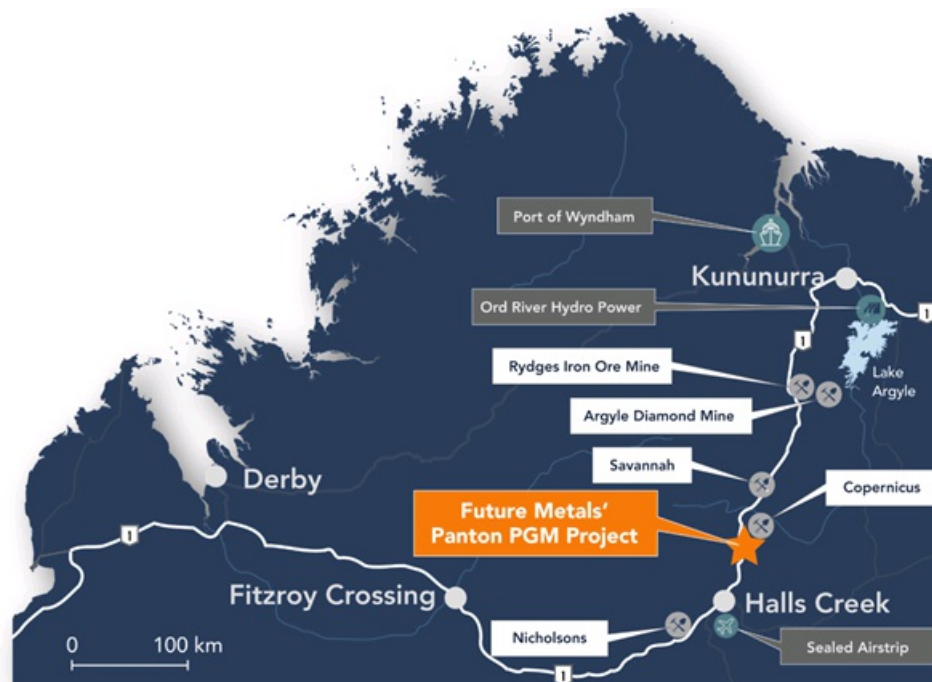 Port of Wyndham
Kununurra
Ord River Hydro Power
1
1
Rydges Iron Ore Mine
Lake
Argyle
Argyle Diamond Mine
Savannah
Derby
Copernicus
Future Metals'
Panton PGM Project
1
Fitzroy Crossing
Halls Creek
Nicholsons
Sealed Airstrip
0 100 km
1